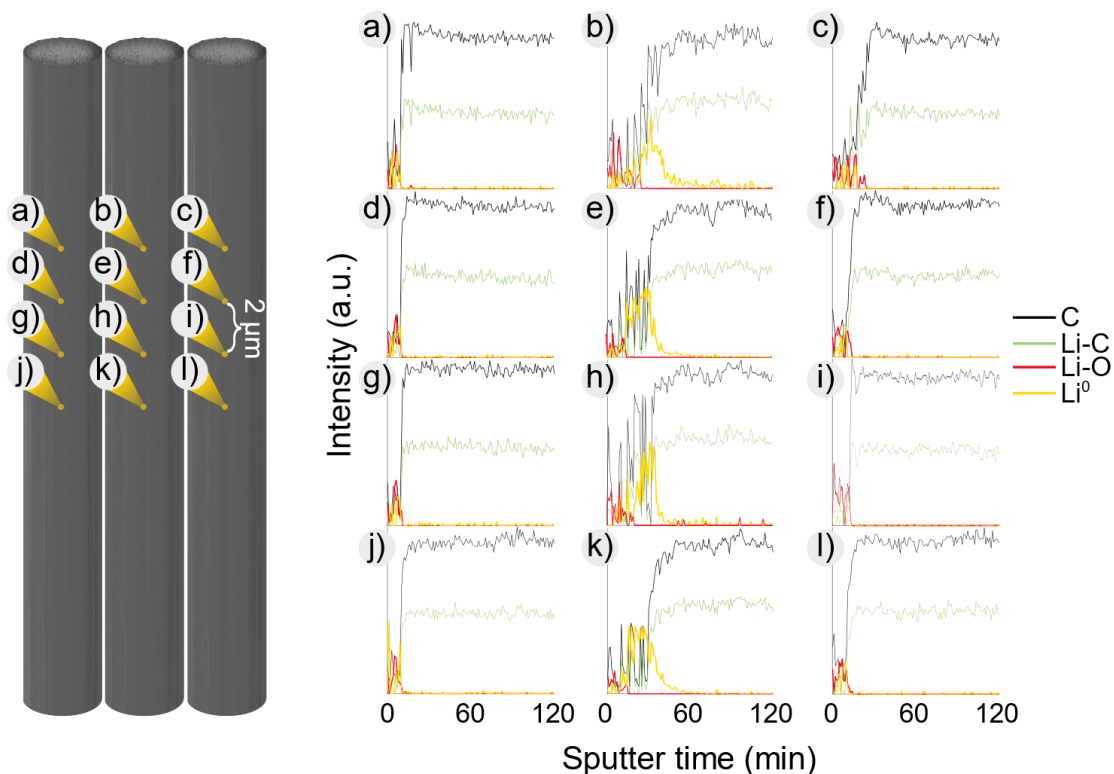 a)
b)
c)
d)
e)
f)
g)
h)
i)
j)
k)
l)
2 µm
Intensity (a.u.)
a)
b)
c)
d)
e)
f)
g)
h)
i)
j)
k)
l)
0 60 120
0 60 120
0 60 120
Sputter time (min)
C
Li-C
Li-O
Li⁰